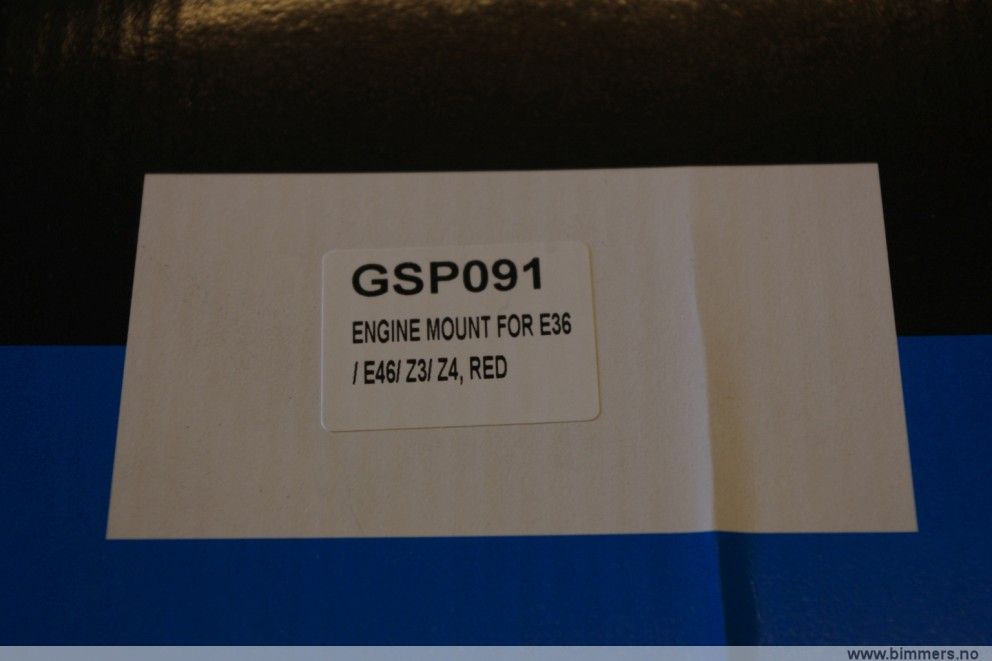 GSP091
ENGINE MOUNT FOR E36
/ E46/ Z3/ Z4, RED
www.bimmers.no